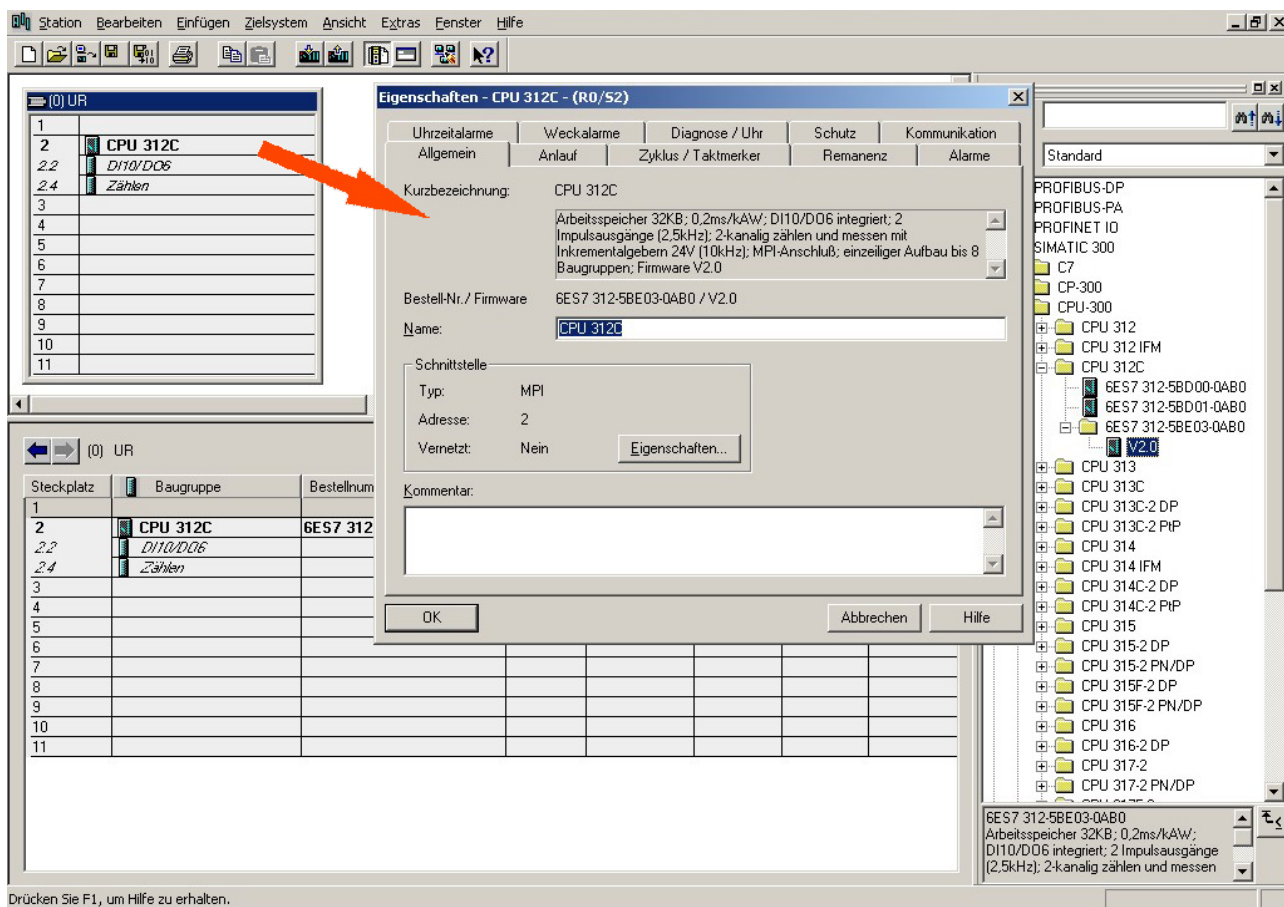 Station Bearbeiten Einfügen Zielsystem Ansicht Extras Fenster Hilfe
(0) UR
1
2 CPU 312C
2.2 DI10/DO6
2.4 Zählen
3
4
5
6
7
8
9
10
11
Eigenschaften - CPU 312C - (R0/S2)
Uhrzeitalarme Weckalarme Diagnose / Uhr Schutz Kommunikation
Allgemein Anlauf Zyklus / Taktmerker Remanenz Alarme
Kurzbezeichnung: CPU 312C
Arbeitsspeicher 32KB; 0,2ms/kAW; DI10/DO6 integriert; 2
Impulsausgänge (2,5kHz); 2-kanalig zählen und messen mit
Inkrementalgebern 24V (10kHz); MPI-Anschluß; einzeiliger Aufbau bis 8
Baugruppen; Firmware V2.0
Bestell-Nr./ Firmware 6ES7 312-5BE03-0AB0 / V2.0
Name: CPU 312C
Schnittstelle
Typ: MPI
Adresse: 2
Vernetzt: Nein Eigenschaften...
Kommentar:
OK Abbrechen Hilfe
(0) UR
Steckplatz Baugruppe Bestellnum
1
2 CPU 312C 6ES7 312
2.2 DI10/DO6
2.4 Zählen
3
4
5
6
7
8
9
10
11
Standard
PROFIBUS-DP
PROFIBUS-PA
PROFINET IO
SIMATIC 300
C7
CP-300
CPU-300
CPU 312
CPU 312 IFM
CPU 312C
6ES7 312-5BD00-0AB0
6ES7 312-5BD01-0AB0
6ES7 312-5BE03-0AB0
V2.0
CPU 313
CPU 313C
CPU 313C-2 DP
CPU 313C-2 PtP
CPU 314
CPU 314 IFM
CPU 314C-2 DP
CPU 314C-2 PtP
CPU 315
CPU 315-2 DP
CPU 315-2 PN/DP
CPU 315F-2 DP
CPU 315F-2 PN/DP
CPU 316
CPU 316-2 DP
CPU 317-2
CPU 317-2 PN/DP
6ES7 312-5BE03-0AB0
Arbeitsspeicher 32KB; 0,2ms/kAW;
DI10/DO6 integriert; 2 Impulsausgänge
(2,5kHz); 2-kanalig zählen und messen
Drücken Sie F1, um Hilfe zu erhalten.